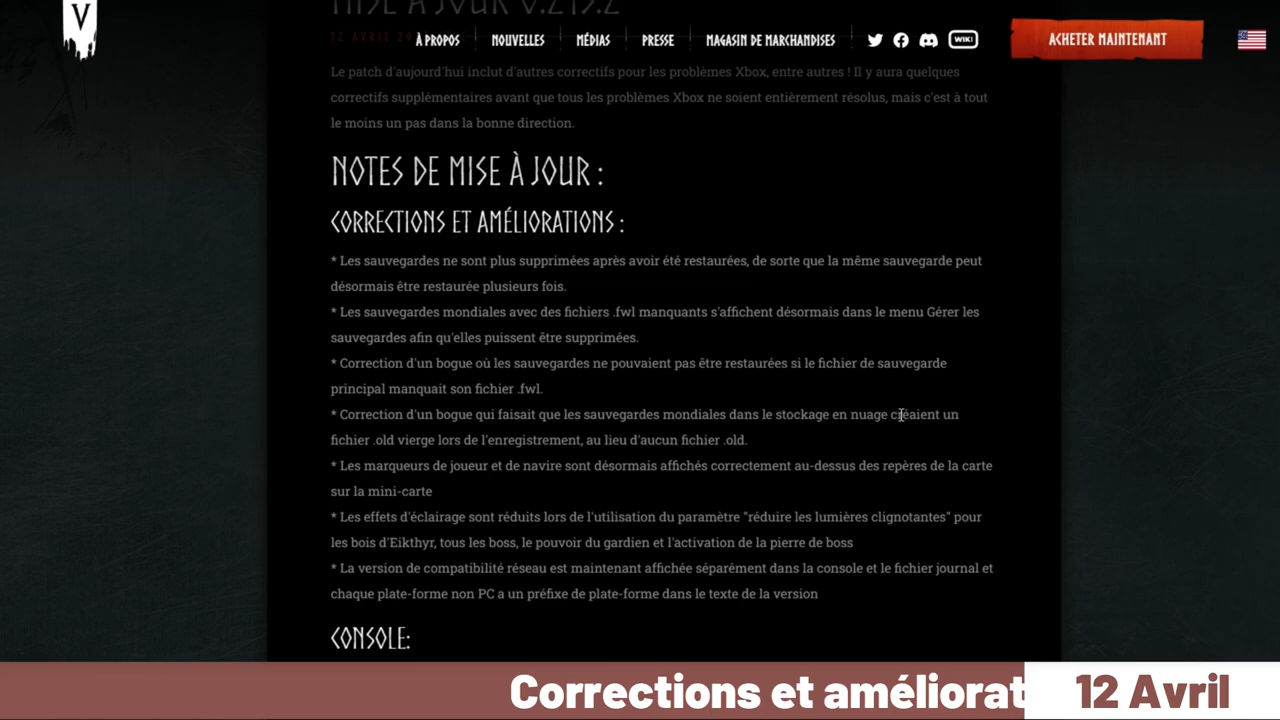 MISE À JOUR 0.215.2
V
12 AVRIL 20
À PROPOS
NOUVELLES
MÉDIAS
PRESSE
MAGASIN DE MARCHANDISES
WIKI
ACHETER MAINTENANT
Le patch d'aujourd'hui inclut d'autres correctifs pour les problèmes Xbox, entre autres ! Il y aura quelques
correctifs supplémentaires avant que tous les problèmes Xbox ne soient entièrement résolus, mais c'est à tout
le moins un pas dans la bonne direction.
NOTES DE MISE À JOUR :
CORRECTIONS ET AMÉLIORATIONS :
* Les sauvegardes ne sont plus supprimées après avoir été restaurées, de sorte que la même sauvegarde peut
désormais être restaurée plusieurs fois.
* Les sauvegardes mondiales avec des fichiers .fwl manquants s'affichent désormais dans le menu Gérer les
sauvegardes afin qu'elles puissent être supprimées.
* Correction d'un bogue où les sauvegardes ne pouvaient pas être restaurées si le fichier de sauvegarde
principal manquait son fichier .fwl.
* Correction d'un bogue qui faisait que les sauvegardes mondiales dans le stockage en nuage créaient un
fichier .old vierge lors de l'enregistrement, au lieu d'aucun fichier .old.
* Les marqueurs de joueur et de navire sont désormais affichés correctement au-dessus des repères de la carte
sur la mini-carte
* Les effets d'éclairage sont réduits lors de l'utilisation du paramètre "réduire les lumières clignotantes" pour
les bois d'Eikthyr, tous les boss, le pouvoir du gardien et l'activation de la pierre de boss
* La version de compatibilité réseau est maintenant affichée séparément dans la console et le fichier journal et
chaque plate-forme non PC a un préfixe de plate-forme dans le texte de la version
CONSOLE:
Corrections et améliorat
12 Avril